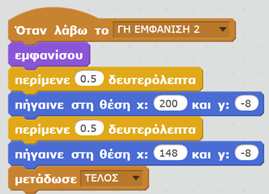 Όταν λάβω το ΓΗ ΕΜΦΑΝΙΣΗ 2
εμφανίσου
περίμενε 0.5 δευτερόλεπτα
πήγαινε στη θέση x: 200 και y: -8
περίμενε 0.5 δευτερόλεπτα
πήγαινε στη θέση x: 148 και y: -8
μετάδωσε ΤΕΛΟΣ